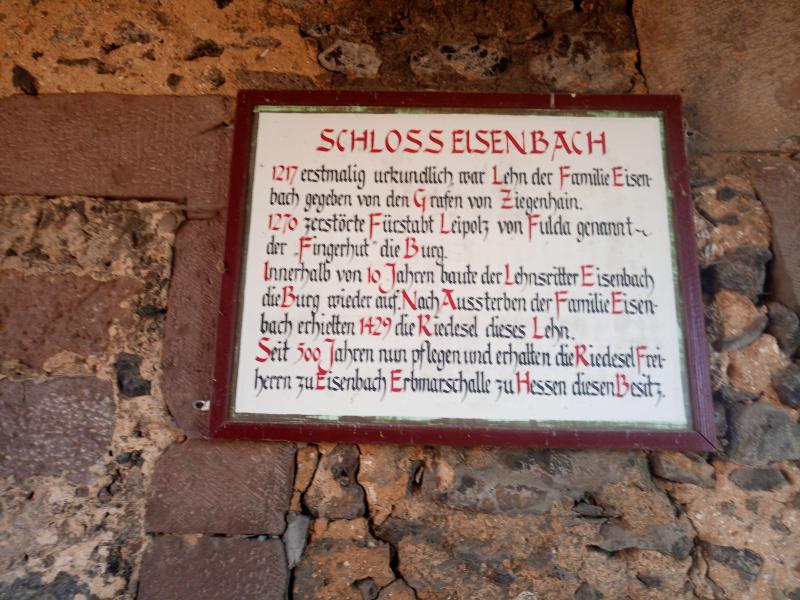 SCHLOSS EISENBACH
1217 erstmalig urkundlich, war Lehn der Familie Eisen-
bach gegeben von den Grafen von Ziegenhain.
1270 zerstörte Fürstabt Leipolz von Fulda genannt-
der „Fingerhut" die Burg.
Innerhalb von 10 Jahren baute der Lehnsritter Eisenbach
die Burg wieder auf. Nach Aussterben der Familie Eisen-
bach erhielten 1429 die Riedesel dieses Lehn.
Seit 500 Jahren nun pflegen und erhalten die Riedesel Frei-
herrn zu Eisenbach Erbmarschalle zu Hessen diesen Besitz.